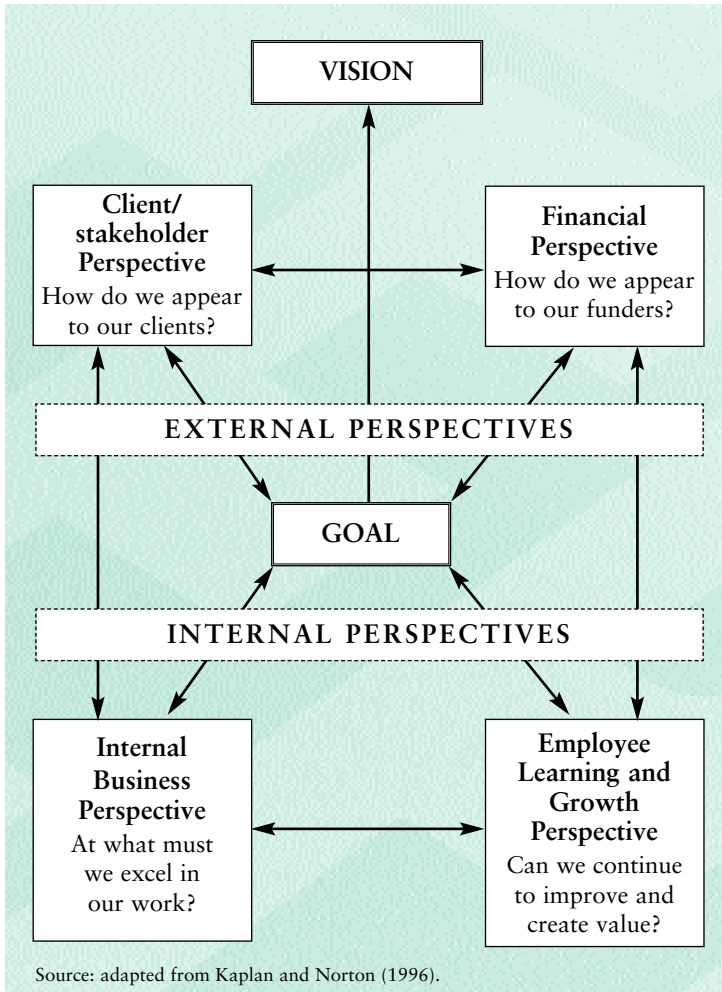 VISION
Client/
stakeholder
Perspective
How do we appear
to our clients?
Financial
Perspective
How do we appear
to our funders?
EXTERNAL PERSPECTIVES
GOAL
INTERNAL PERSPECTIVES
Internal
Business
Perspective
At what must
we excel in
our work?
Employee
Learning and
Growth
Perspective
Can we continue
to improve and
create value?
Source: adapted from Kaplan and Norton (1996).